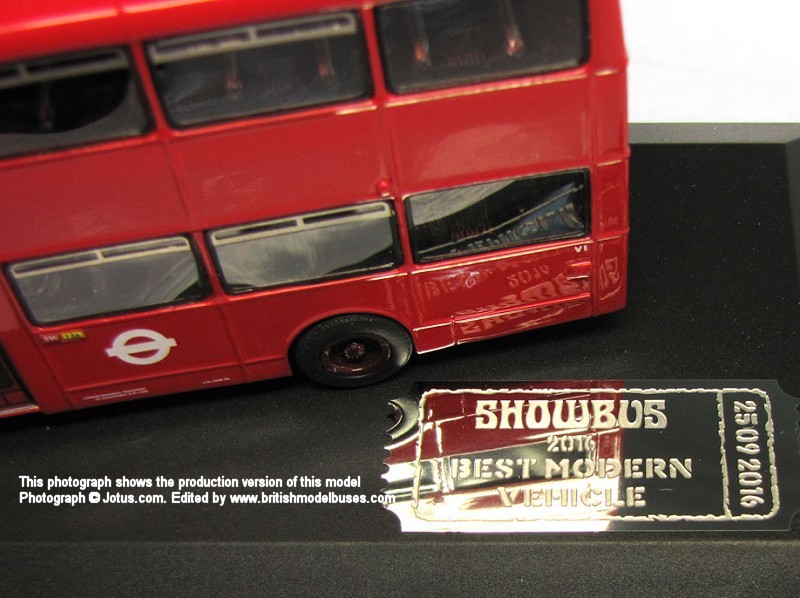 SHOWBUS
2016
BEST MODERN
VEHICLE
25 09 2016
This photograph shows the production version of this model
Photograph © Jotus.com. Edited by www.britishmodelbuses.com